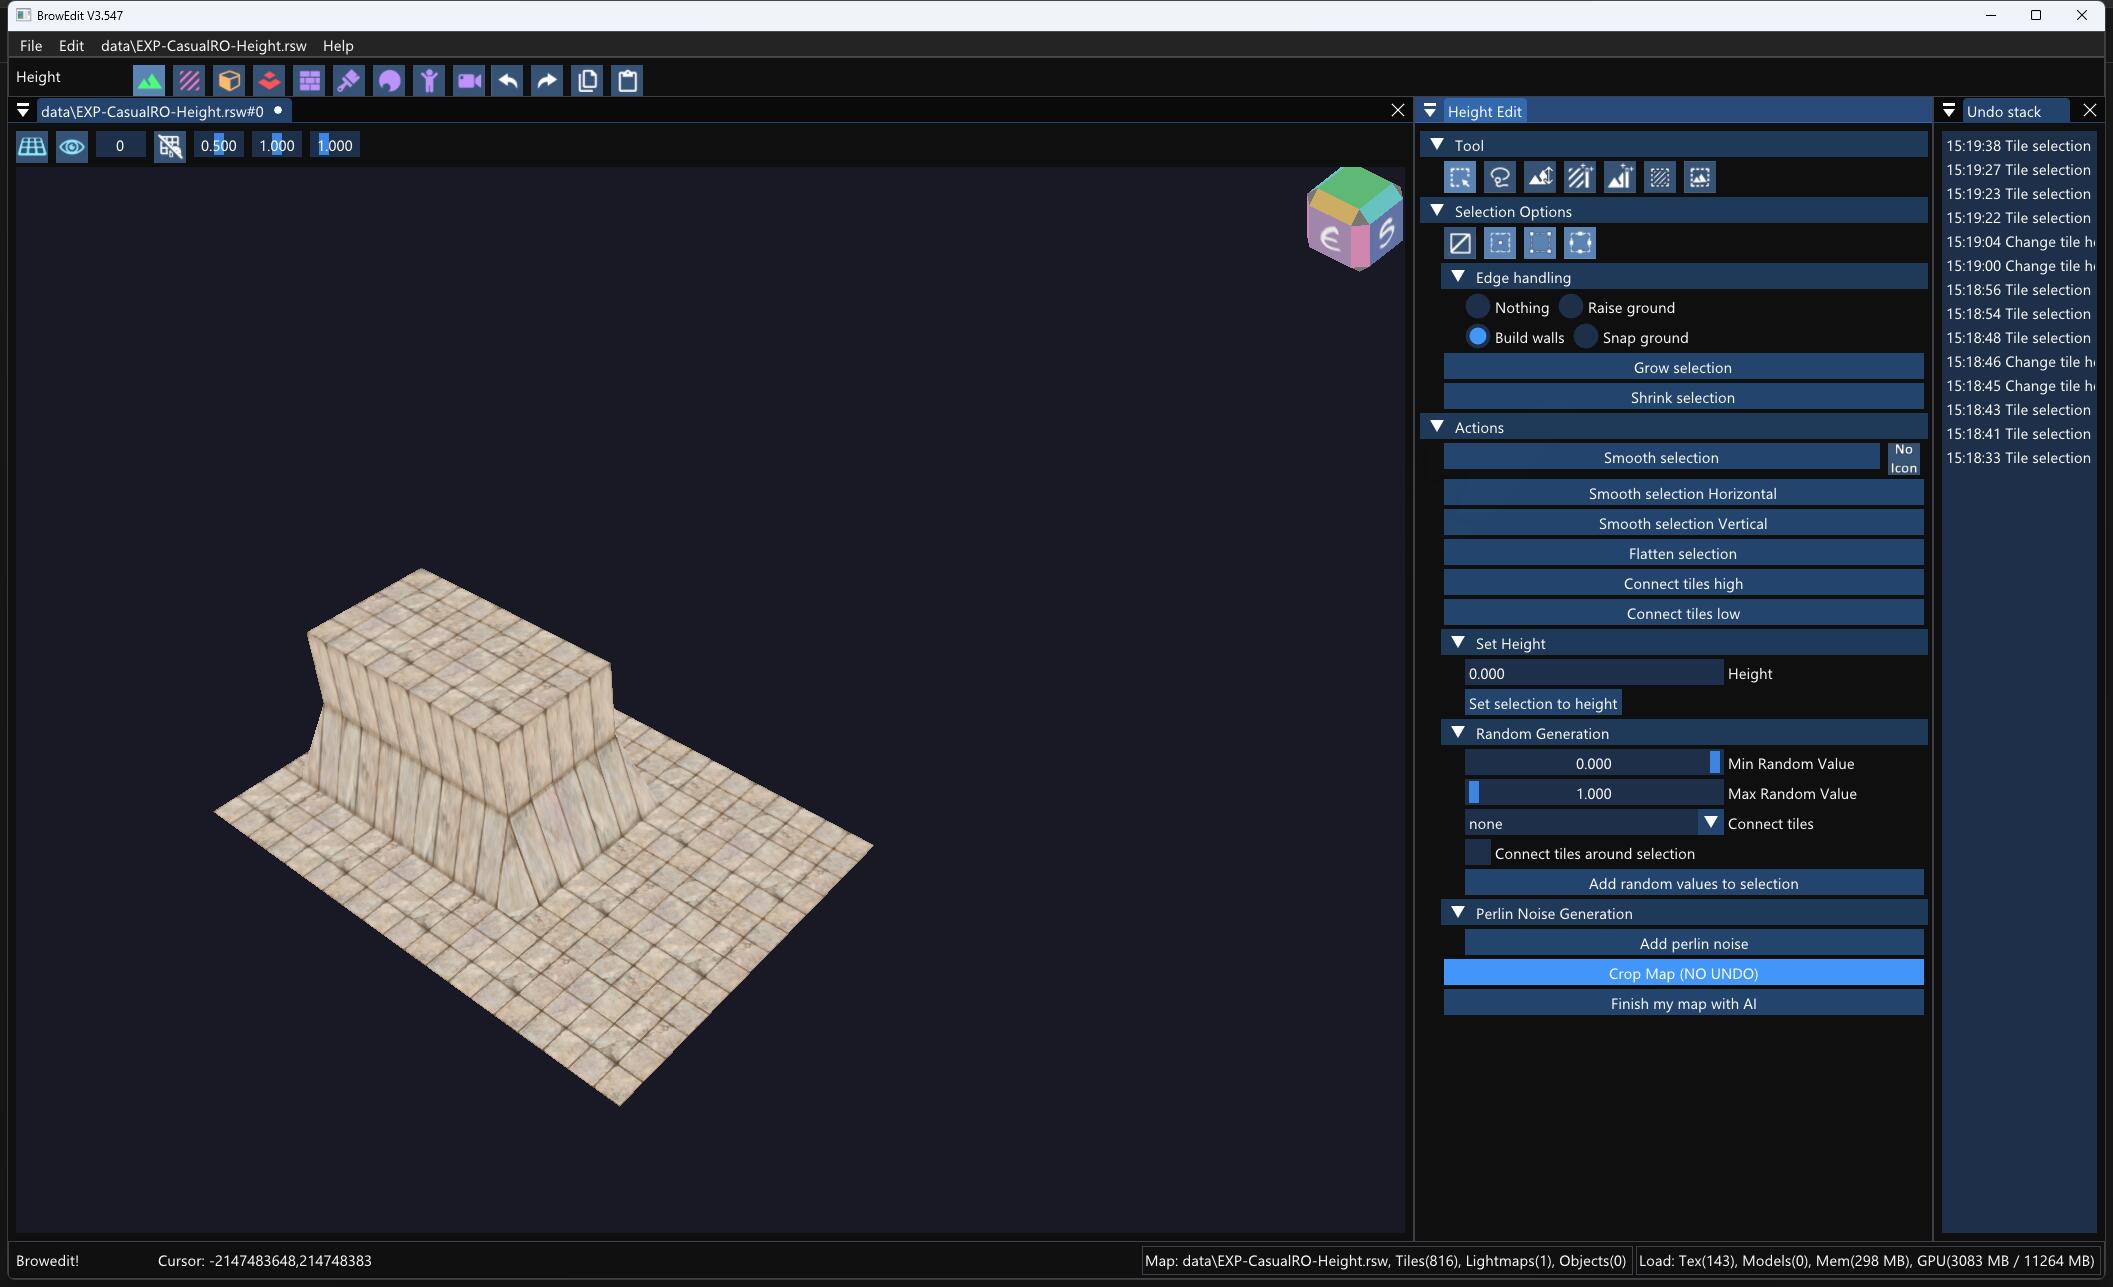 BrowEdit V3.547
File Edit data\EXP-CasualRO-Height.rsw Help
Height
data\EXP-CasualRO-Height.rsw#0
0 0.500 1.000 1.000
E S
Height Edit
Tool
Selection Options
Edge handling
Nothing Raise ground
Build walls Snap ground
Grow selection
Shrink selection
Actions
Smooth selection No Icon
Smooth selection Horizontal
Smooth selection Vertical
Flatten selection
Connect tiles high
Connect tiles low
Set Height
0.000 Height
Set selection to height
Random Generation
0.000 Min Random Value
1.000 Max Random Value
none Connect tiles
Connect tiles around selection
Add random values to selection
Perlin Noise Generation
Add perlin noise
Crop Map (NO UNDO)
Finish my map with AI
Undo stack
15:19:38 Tile selection
15:19:27 Tile selection
15:19:23 Tile selection
15:19:22 Tile selection
15:19:04 Change tile h
15:19:00 Change tile h
15:18:56 Tile selection
15:18:54 Tile selection
15:18:48 Tile selection
15:18:46 Change tile h
15:18:45 Change tile h
15:18:43 Tile selection
15:18:41 Tile selection
15:18:33 Tile selection
Browedit! Cursor: -2147483648,214748383
Map: data\EXP-CasualRO-Height.rsw, Tiles(816), Lightmaps(1), Objects(0) Load: Tex(143), Models(0), Mem(298 MB), GPU(3083 MB / 11264 MB)